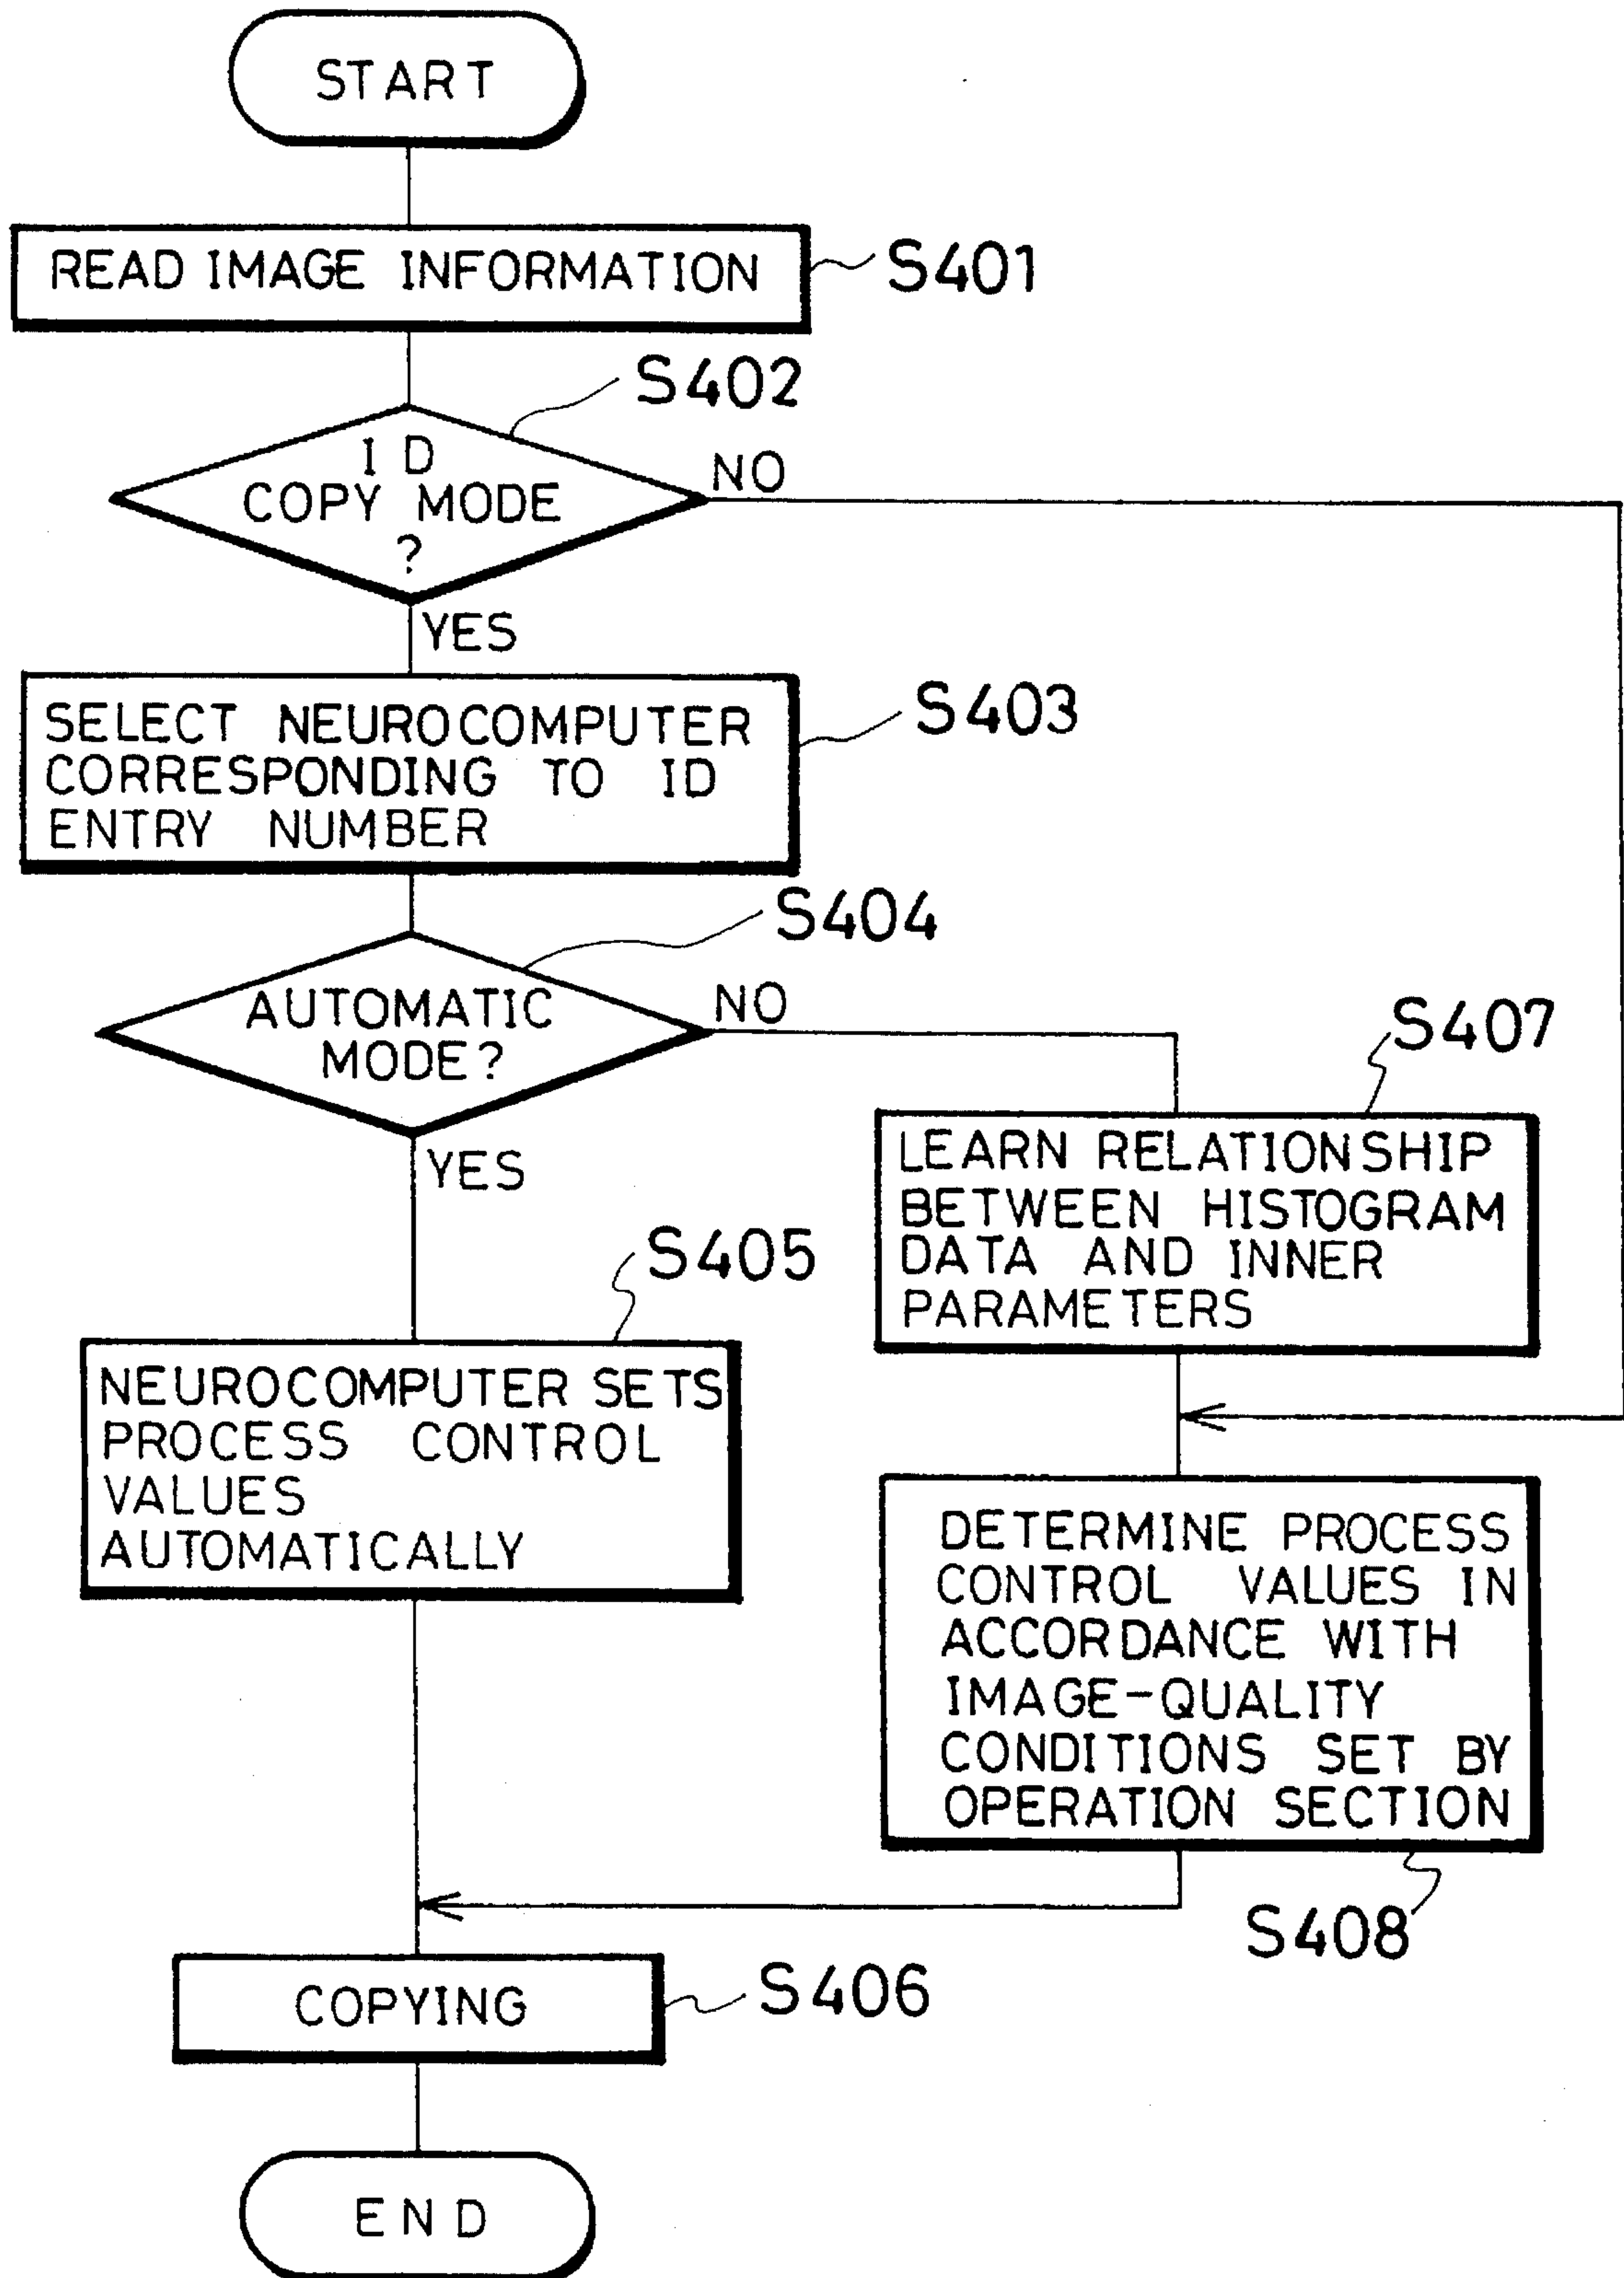 START
READ IMAGE INFORMATION
S401
S402
ID
COPY MODE
?
NO
YES
SELECT NEUROCOMPUTER
CORRESPONDING TO ID
ENTRY NUMBER
S403
S404
AUTOMATIC
MODE?
NO
YES
S407
LEARN RELATIONSHIP
BETWEEN HISTOGRAM
DATA AND INNER
PARAMETERS
S405
NEUROCOMPUTER SETS
PROCESS CONTROL
VALUES
AUTOMATICALLY
DETERMINE PROCESS
CONTROL VALUES IN
ACCORDANCE WITH
IMAGE-QUALITY
CONDITIONS SET BY
OPERATION SECTION
S408
COPYING
S406
END